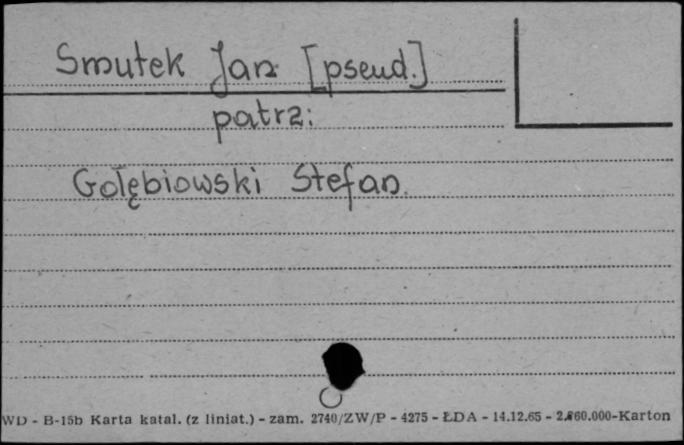 Smutek Jan [pseud.]
patrz:
Gołębiowski Stefan.
WD - B-15b Karta katal. (z liniat.) - zam. 2740/ZW/P - 4275 - ŁDA - 14.12.65 - 2.860.000-Karton